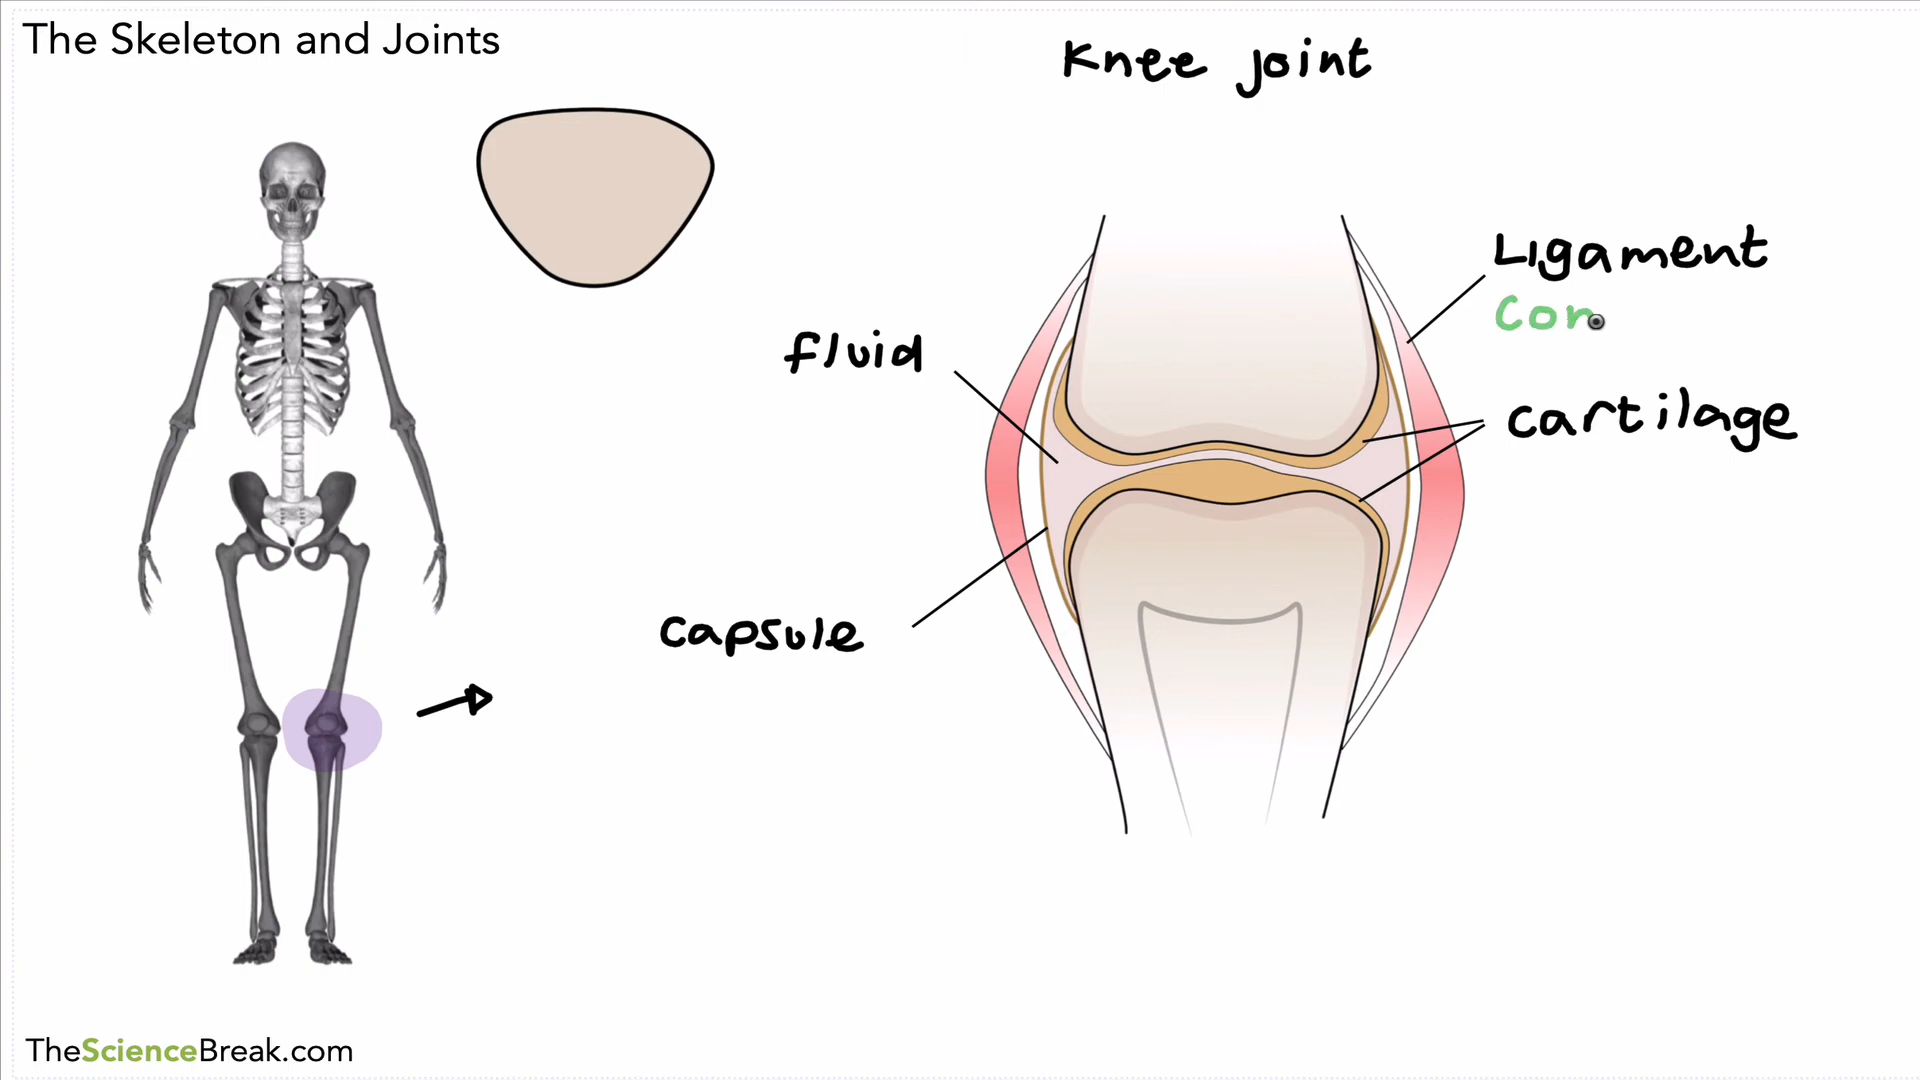 The Skeleton and Joints
Knee joint
Ligament
Con
fluid
cartilage
capsule
TheScienceBreak.com